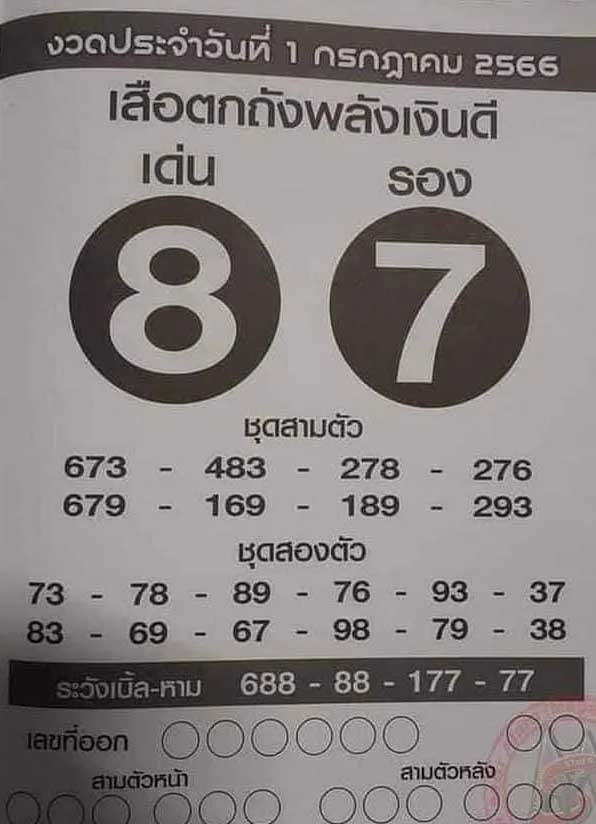 งวดประจำวันที่ 1 กรกฎาคม 2566
เสือตกถังพลังเงินดี
เด่น รอง
8 7
ชุดสามตัว
673 - 483 - 278 - 276
679 - 169 - 189 - 293
ชุดสองตัว
73 - 78 - 89 - 76 - 93 - 37
83 - 69 - 67 - 98 - 79 - 38
ระวังเบิ้ล-หาม 688 - 88 - 177 - 77
เลขที่ออก
สามตัวหน้า สามตัวหลัง